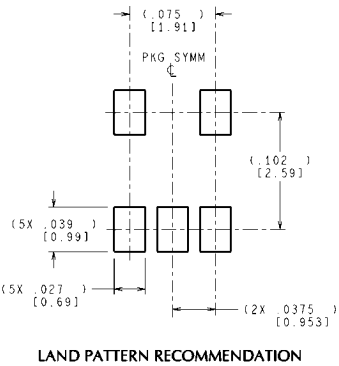 (.075 )
[1.91]
PKG SYMM
℄
(.102 )
[2.59]
(5X .039 )
[0.99]
(5X .027 )
[0.69]
(2X .0375 )
[0.953]
LAND PATTERN RECOMMENDATION